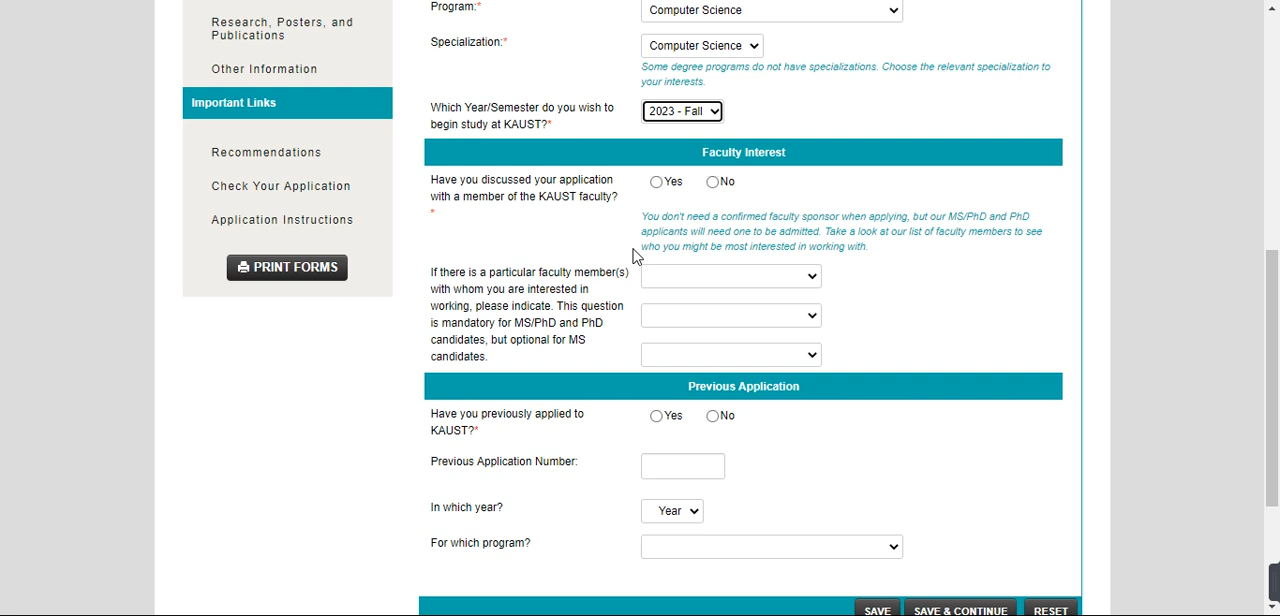 Research, Posters, and
Publications
Other Information
Important Links
Recommendations
Check Your Application
Application Instructions
PRINT FORMS
Program:*
Computer Science
Specialization:*
Computer Science
Some degree programs do not have specializations. Choose the relevant specialization to
your interests.
Which Year/Semester do you wish to
begin study at KAUST?*
2023 - Fall
Faculty Interest
Have you discussed your application
with a member of the KAUST faculty?
*
Yes
No
You don't need a confirmed faculty sponsor when applying, but our MS/PhD and PhD
applicants will need one to be admitted. Take a look at our list of faculty members to see
who you might be most interested in working with.
If there is a particular faculty member(s)
with whom you are interested in
working, please indicate. This question
is mandatory for MS/PhD and PhD
candidates, but optional for MS
candidates.
Previous Application
Have you previously applied to
KAUST?*
Yes
No
Previous Application Number:
In which year?
Year
For which program?
SAVE
SAVE & CONTINUE
RESET